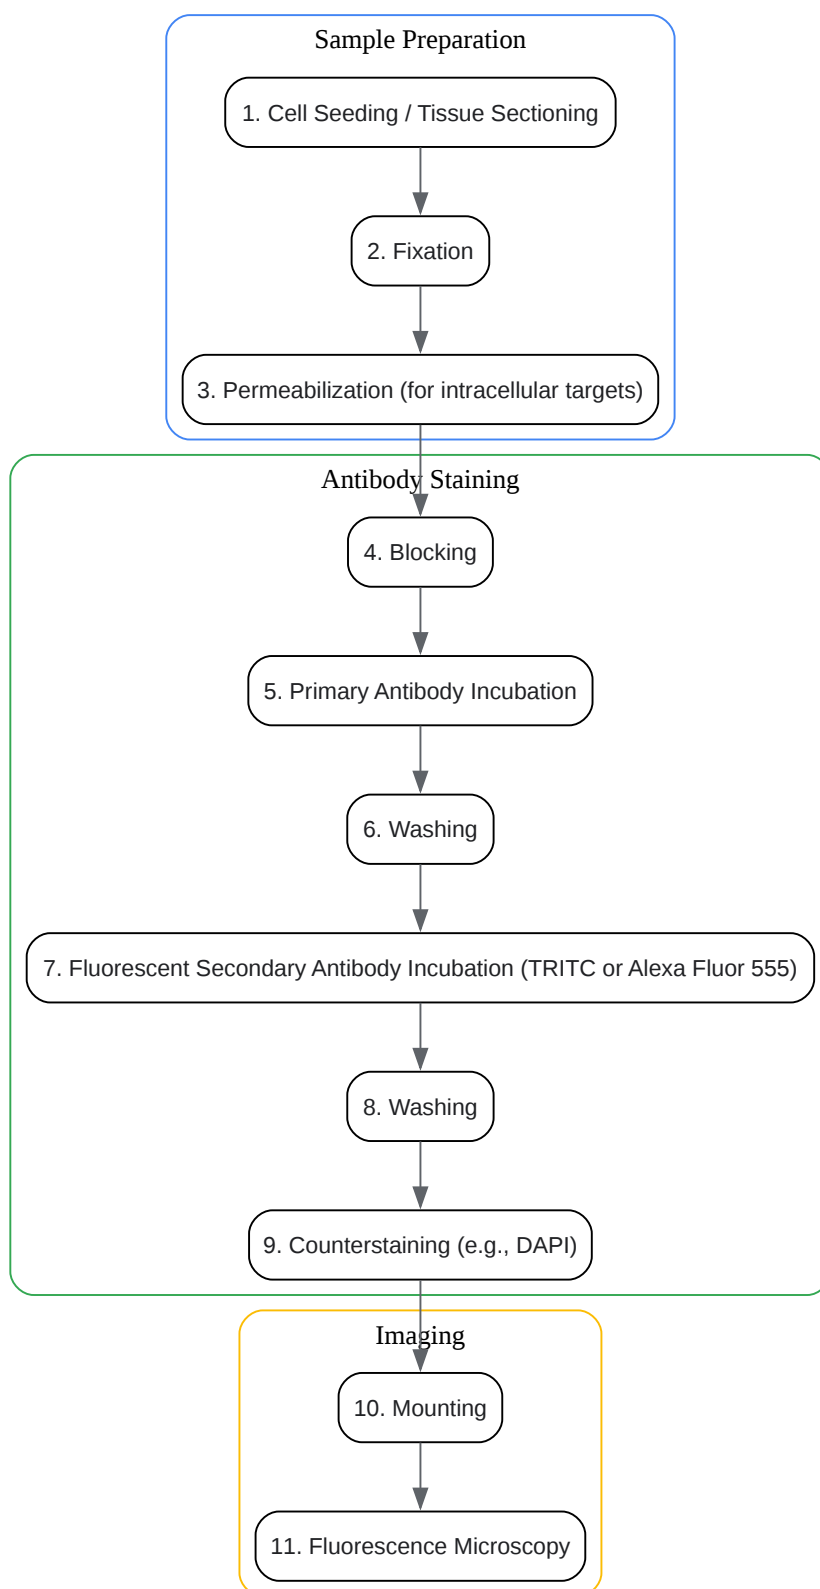 Sample Preparation
1. Cell Seeding / Tissue Sectioning
2. Fixation
3. Permeabilization (for intracellular targets)
Antibody Staining
4. Blocking
5. Primary Antibody Incubation
6. Washing
7. Fluorescent Secondary Antibody Incubation (TRITC or Alexa Fluor 555)
8. Washing
9. Counterstaining (e.g., DAPI)
Imaging
10. Mounting
11. Fluorescence Microscopy